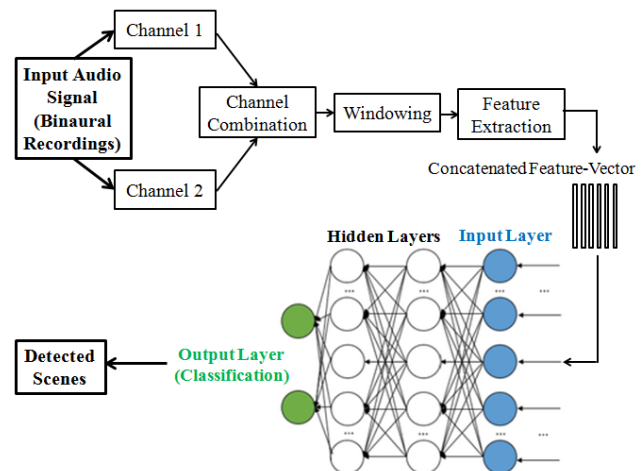 Channel 1
Input Audio
Signal
(Binaural
Recordings)
Channel
Combination
Windowing
Feature
Extraction
Channel 2
Concatenated Feature-Vector
Hidden Layers
Input Layer
...
...
...
...
Detected
Scenes
Output Layer
(Classification)
...
...
...
...